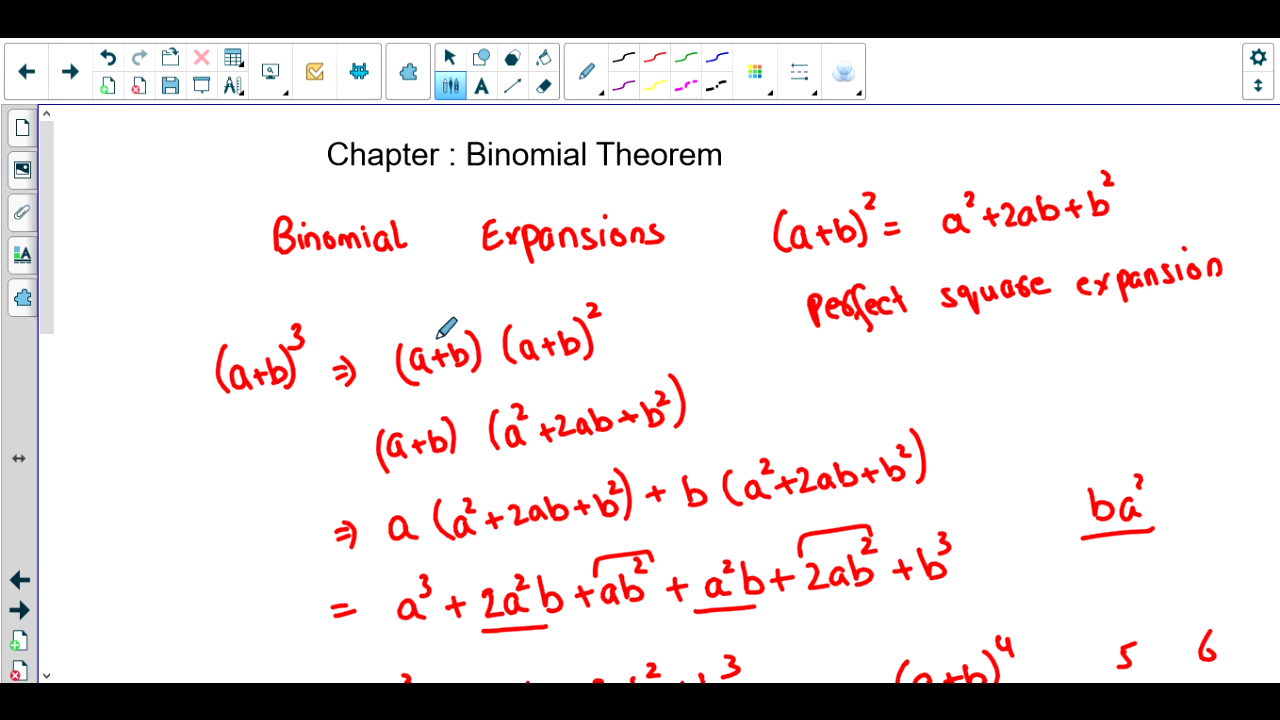 Chapter : Binomial Theorem
Binomial Expansions (a+b)² = a²+2ab+b²
Perfect square expansion
(a+b)³ ⇒ (a+b) (a+b)²
(a+b) (a²+2ab+b²)
⇒ a (a²+2ab+b²) + b (a²+2ab+b²)
ba²
= a³ + 2a²b + ab² + a²b + 2ab² + b³
(a+b)⁴ 5 6